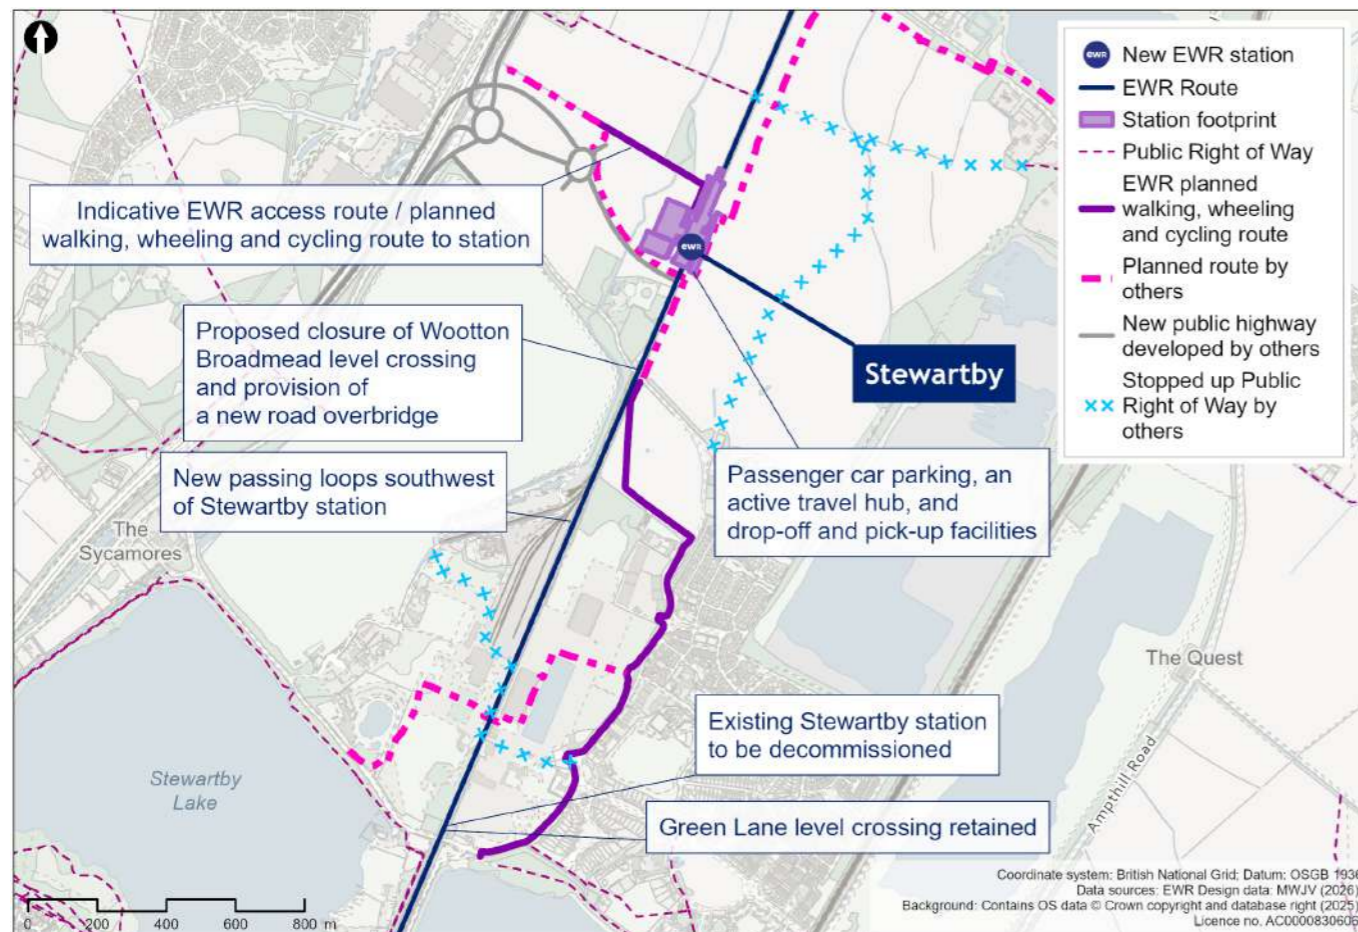 New EWR station
EWR Route
Station footprint
Public Right of Way
EWR planned
walking, wheeling
and cycling route
Planned route by
others
New public highway
developed by others
Stopped up Public
Right of Way by
others
ewr
Indicative EWR access route / planned
walking, wheeling and cycling route to station
ewr
Proposed closure of Wootton
Broadmead level crossing
and provision of
a new road overbridge
Stewartby
New passing loops southwest
of Stewartby station
Passenger car parking, an
active travel hub, and
drop-off and pick-up facilities
The
Sycamores
The Quest
Existing Stewartby station
to be decommissioned
Ampthill Road
Stewartby
Lake
Green Lane level crossing retained
Coordinate system: British National Grid; Datum: OSGB 1936
Data sources: EWR Design data: MWJV (2026)
Background: Contains OS data © Crown copyright and database right (2025)
Licence no. AC0000830606
0 200 400 600 800 m